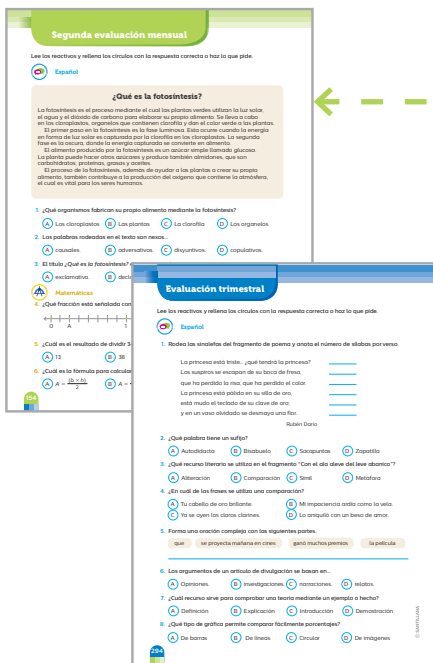 Segunda evaluación mensual
Lee los reactivos y rellena los círculos con la respuesta correcta o haz lo que pide.
Español
¿Qué es la fotosíntesis?
La fotosíntesis es el proceso mediante el cual las plantas verdes utilizan la luz solar,
el agua y el dióxido de carbono para elaborar su propio alimento. Se lleva a cabo
en los cloroplastos, organelos que contienen clorofila y dan el color verde a las plantas.
El primer paso en la fotosíntesis es la fase luminosa. Esta ocurre cuando la energía
en forma de luz solar es capturada por la clorofila en los cloroplastos. La segunda
fase es la oscura, donde la energía capturada se convierte en alimento.
El alimento producido por la fotosíntesis es un azúcar simple llamado glucosa.
La planta puede hacer otros azúcares y produce también almidones, que son
carbohidratos, proteínas, grasas y aceites.
El proceso de la fotosíntesis, además de ayudar a las plantas a crear su propio
alimento, también contribuye a la producción del oxígeno que contiene la atmósfera,
el cual es vital para los seres humanos.
1. ¿Qué organismos fabrican su propio alimento mediante la fotosíntesis?
A Los cloroplastos B Las plantas C La clorofila D Los organelos
2. Las palabras rodeadas en el texto son nexos...
A causales. B adversativos. C disyuntivos. D copulativos.
3. El título ¿Qué es la fotosíntesis?
A exclamativo. B
Matemáticas
4. ¿Qué fracción está señalada con
0 A 1
5. ¿Cuál es el resultado de dividir
A 13 B 38
6. ¿Cuál es la fórmula para calcular
A A = (b × h) / 2 B A =
154
Evaluación trimestral
Lee los reactivos y rellena los círculos con la respuesta correcta o haz lo que pide.
Español
1. Rodea las sinalefas del fragmento de poema y anota el número de sílabas por verso.
La princesa está triste... ¿qué tendrá la princesa?
Los suspiros se escapan de su boca de fresa,
que ha perdido la risa, que ha perdido el color.
La princesa está pálida en su silla de oro,
está mudo el teclado de su clave de oro;
y en un vaso olvidado se desmaya una flor.
Rubén Darío
2. ¿Qué palabra tiene un sufijo?
A Autodidacta B Bisabuelo C Sacapuntas D Zapatilla
3. ¿Qué recurso literario se utiliza en el fragmento "Con el ala aleve del leve abanico"?
A Aliteración B Comparación C Símil D Metáfora
4. ¿En cuál de las frases se utiliza una comparación?
A Tu cabello de oro brillante. B Mi impaciencia ardía como la vela.
C Ya se oyen los claros clarines. D Lo aniquiló con un beso de amor.
5. Forma una oración compleja con las siguientes partes.
que se proyecta mañana en cines ganó muchos premios la película
6. Los argumentos de un artículo de divulgación se basan en...
A Opiniones. B investigaciones. C narraciones. D relatos.
7. ¿Cuál recurso sirve para comprobar una teoría mediante un ejemplo o hecho?
A Definición B Explicación C Introducción D Demostración
8. ¿Qué tipo de gráfica permite comparar fácilmente porcentajes?
A De barras B De líneas C Circular D De imágenes
294
© SANTILLANA